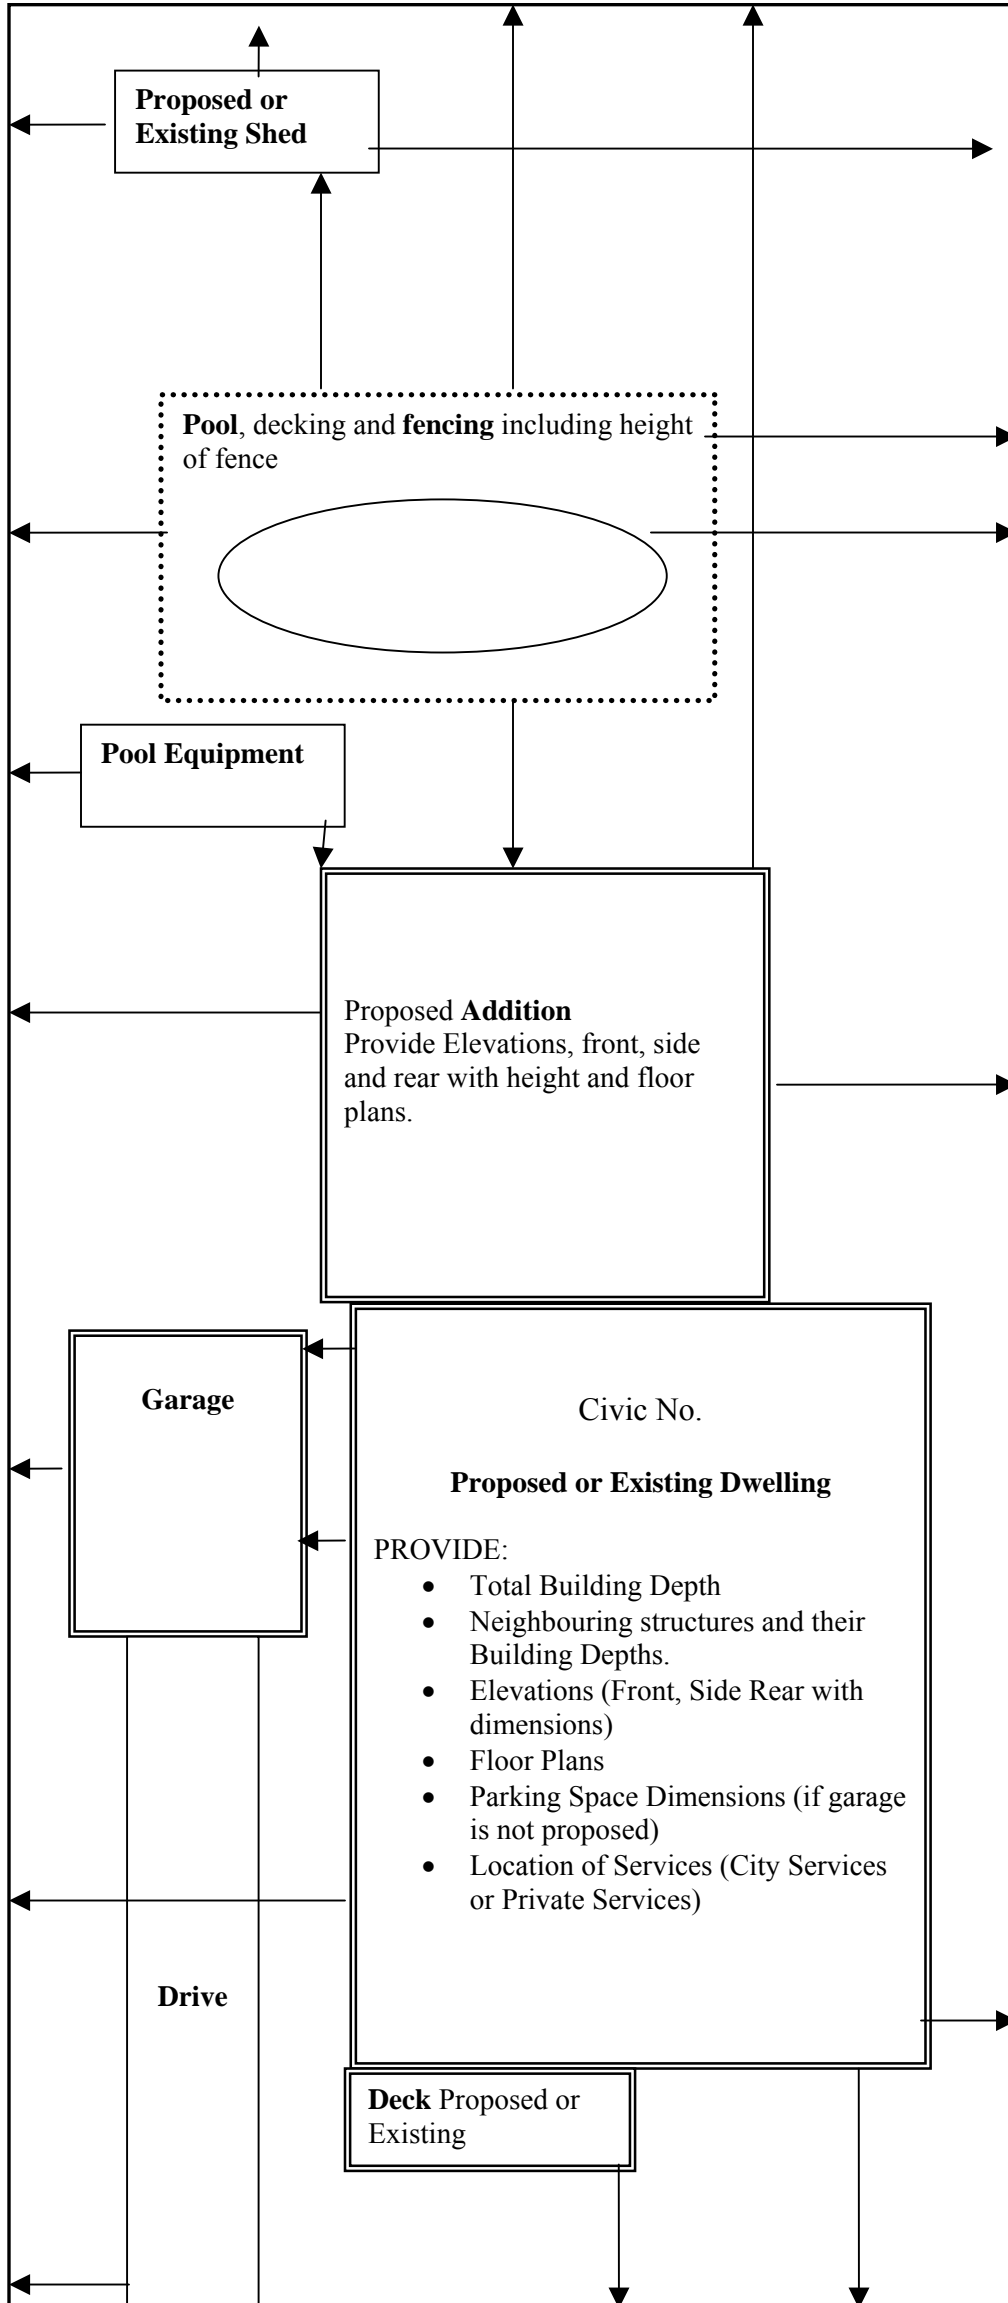 Proposed or
Existing Shed
Pool, decking and fencing including height
of fence
Pool Equipment
Proposed Addition
Provide Elevations, front, side
and rear with height and floor
plans.
Garage
Civic No.
Proposed or Existing Dwelling
PROVIDE:
• Total Building Depth
• Neighbouring structures and their
Building Depths.
• Elevations (Front, Side Rear with
dimensions)
• Floor Plans
• Parking Space Dimensions (if garage
is not proposed)
• Location of Services (City Services
or Private Services)
Drive
Deck Proposed or
Existing